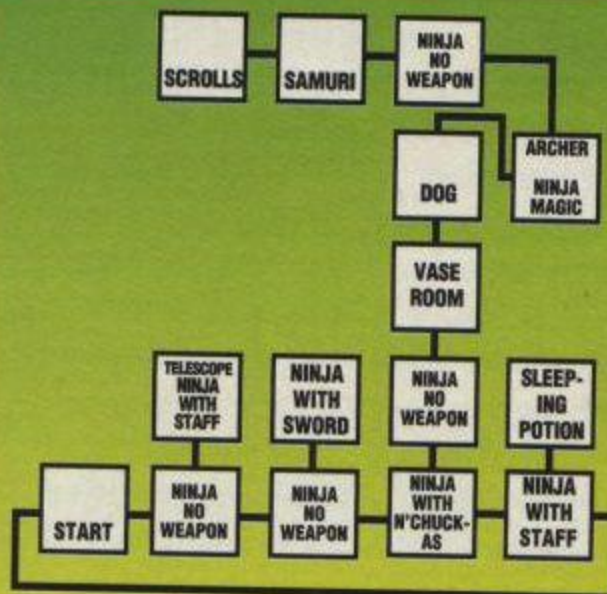 SCROLLS
SAMURI
NINJA
NO
WEAPON
DOG
ARCHER
NINJA
MAGIC
VASE
ROOM
TELESCOPE
NINJA
WITH
STAFF
NINJA
WITH
SWORD
NINJA
NO
WEAPON
SLEEP-
ING
POTION
START
NINJA
NO
WEAPON
NINJA
NO
WEAPON
NINJA
WITH
N'CHUCK-
AS
NINJA
WITH
STAFF